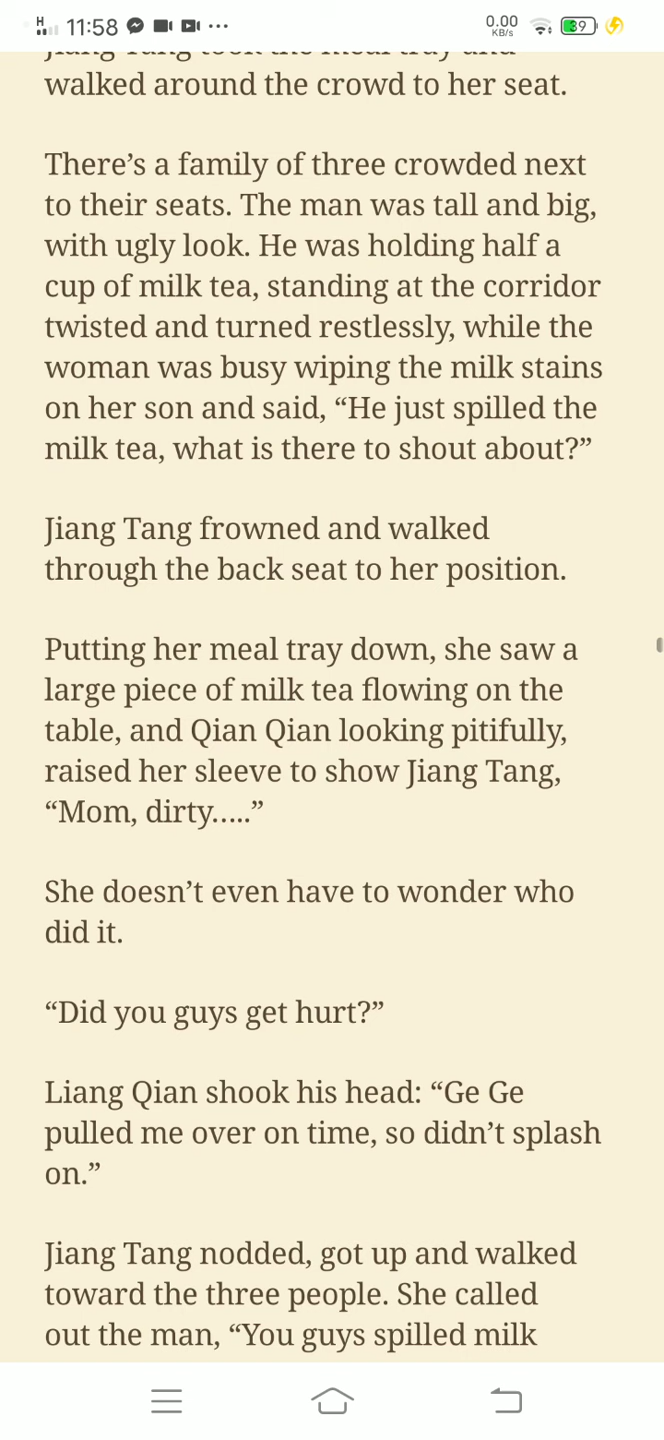 H 11:58 ... 0.00 KB/s 39
walked around the crowd to her seat.
There’s a family of three crowded next
to their seats. The man was tall and big,
with ugly look. He was holding half a
cup of milk tea, standing at the corridor
twisted and turned restlessly, while the
woman was busy wiping the milk stains
on her son and said, “He just spilled the
milk tea, what is there to shout about?”
Jiang Tang frowned and walked
through the back seat to her position.
Putting her meal tray down, she saw a
large piece of milk tea flowing on the
table, and Qian Qian looking pitifully,
raised her sleeve to show Jiang Tang,
“Mom, dirty…..”
She doesn’t even have to wonder who
did it.
“Did you guys get hurt?”
Liang Qian shook his head: “Ge Ge
pulled me over on time, so didn’t splash
on.”
Jiang Tang nodded, got up and walked
toward the three people. She called
out the man, “You guys spilled milk